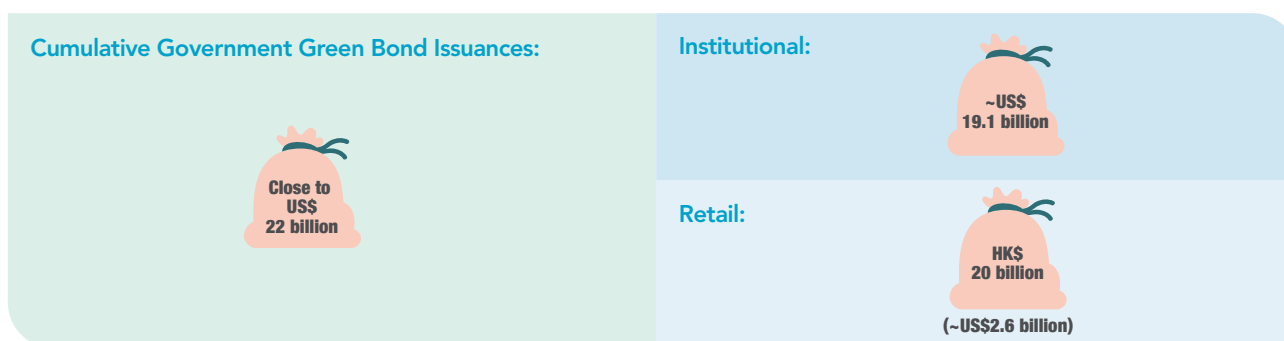 Cumulative Government Green Bond Issuances:
Close to
US$
22 billion
Institutional:
~US$
19.1 billion
Retail:
HK$
20 billion
(~US$2.6 billion)